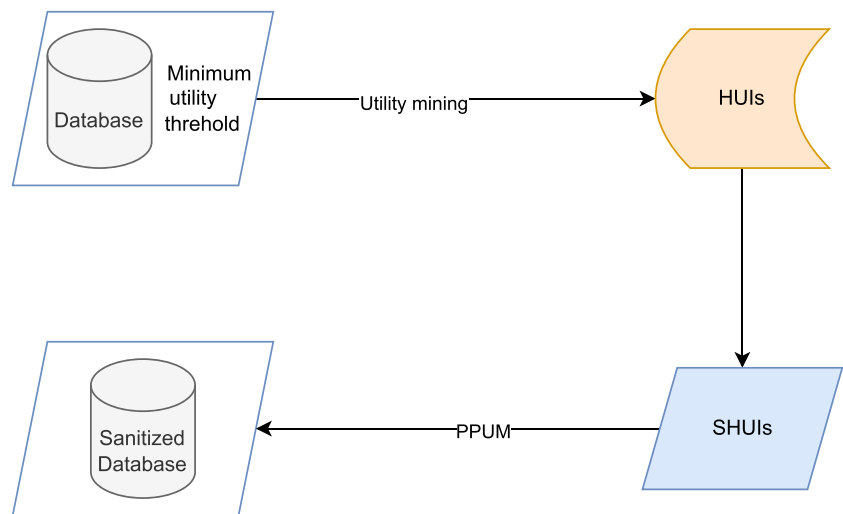 Database
Minimum
utility
threhold
Utility mining
HUIs
SHUIs
PPUM
Sanitized
Database